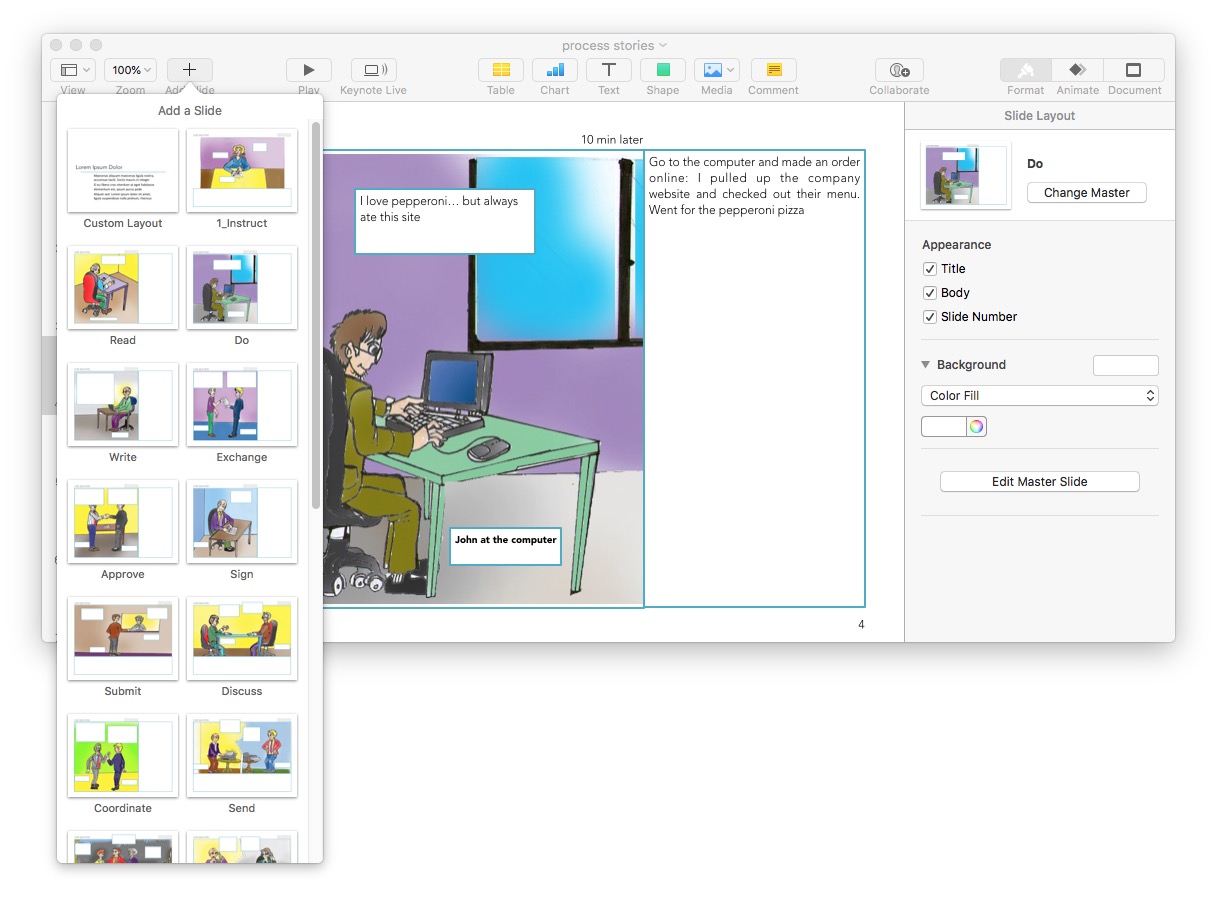 process stories
100%
View
Zoom
Add Slide
Play
Keynote Live
Table
Chart
Text
Shape
Media
Comment
Collaborate
Format
Animate
Document
Add a Slide
Lorem Ipsum Dolor
Custom Layout
1_Instruct
Read
Do
Write
Exchange
Approve
Sign
Submit
Discuss
Coordinate
Send
10 min later
I love pepperoni… but always
ate this site
Go to the computer and made an order
online: I pulled up the company
website and checked out their menu.
Went for the pepperoni pizza
John at the computer
4
Slide Layout
Do
Change Master
Appearance
Title
Body
Slide Number
Background
Color Fill
Edit Master Slide